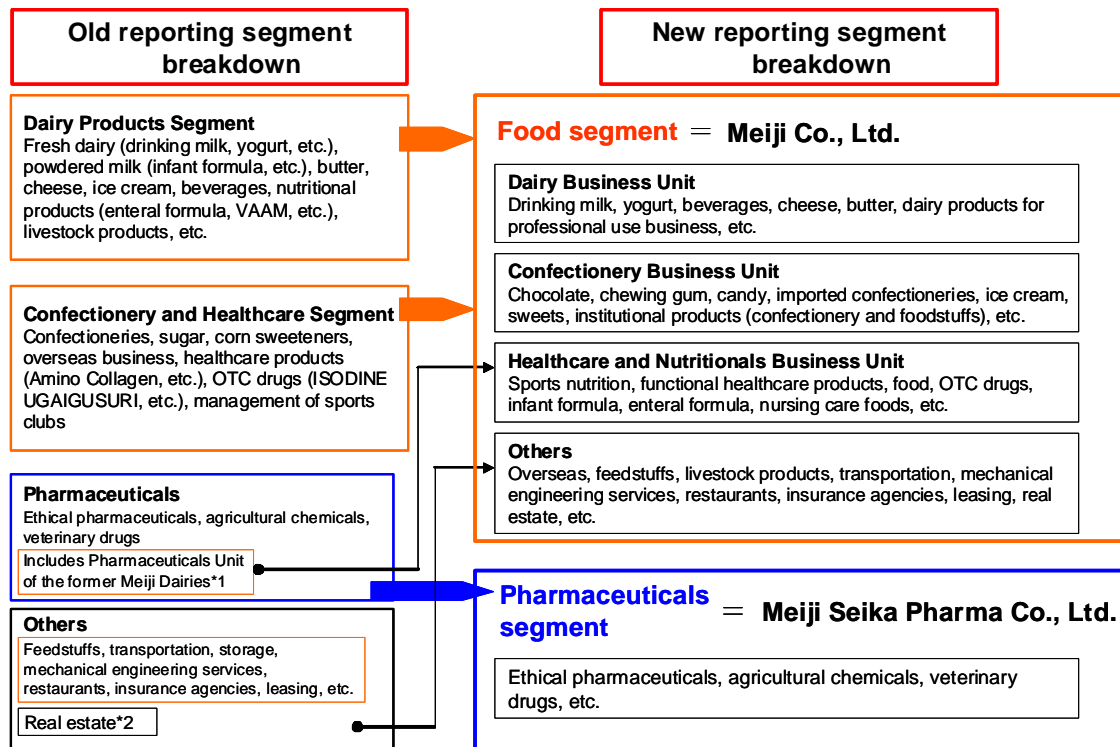 Old reporting segment
breakdown
New reporting segment
breakdown
Dairy Products Segment
Fresh dairy (drinking milk, yogurt, etc.),
powdered milk (infant formula, etc.), butter,
cheese, ice cream, beverages, nutritional
products (enteral formula, VAAM, etc.),
livestock products, etc.
Confectionery and Healthcare Segment
Confectioneries, sugar, corn sweeteners,
overseas business, healthcare products
(Amino Collagen, etc.), OTC drugs (ISODINE
UGAIGUSURI, etc.), management of sports
clubs
Pharmaceuticals
Ethical pharmaceuticals, agricultural chemicals,
veterinary drugs
Includes Pharmaceuticals Unit
of the former Meiji Dairies*1
Others
Feedstuffs, transportation, storage,
mechanical engineering services,
restaurants, insurance agencies, leasing, etc.
Real estate*2
Food segment = Meiji Co., Ltd.
Dairy Business Unit
Drinking milk, yogurt, beverages, cheese, butter, dairy products for
professional use business, etc.
Confectionery Business Unit
Chocolate, chewing gum, candy, imported confectioneries, ice cream,
sweets, institutional products (confectionery and foodstuffs), etc.
Healthcare and Nutritionals Business Unit
Sports nutrition, functional healthcare products, food, OTC drugs,
infant formula, enteral formula, nursing care foods, etc.
Others
Overseas, feedstuffs, livestock products, transportation, mechanical
engineering services, restaurants, insurance agencies, leasing, real
estate, etc.
Pharmaceuticals
segment = Meiji Seika Pharma Co., Ltd.
Ethical pharmaceuticals, agricultural chemicals, veterinary
drugs, etc.